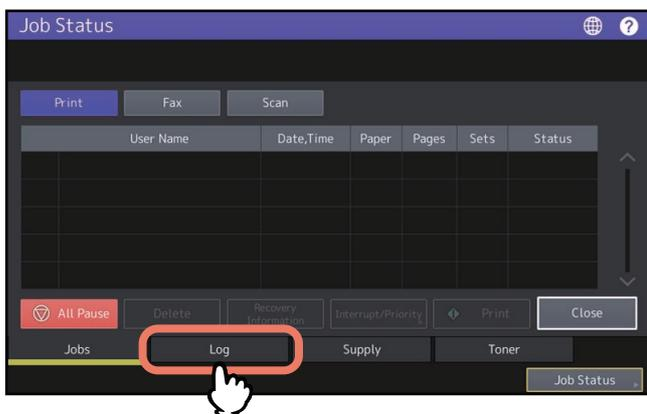 Job Status
?
Print Fax Scan
User Name Date,Time Paper Pages Sets Status
All Pause Delete Recovery Information Interrupt/Priority Print Close
Jobs Log Supply Toner
Job Status